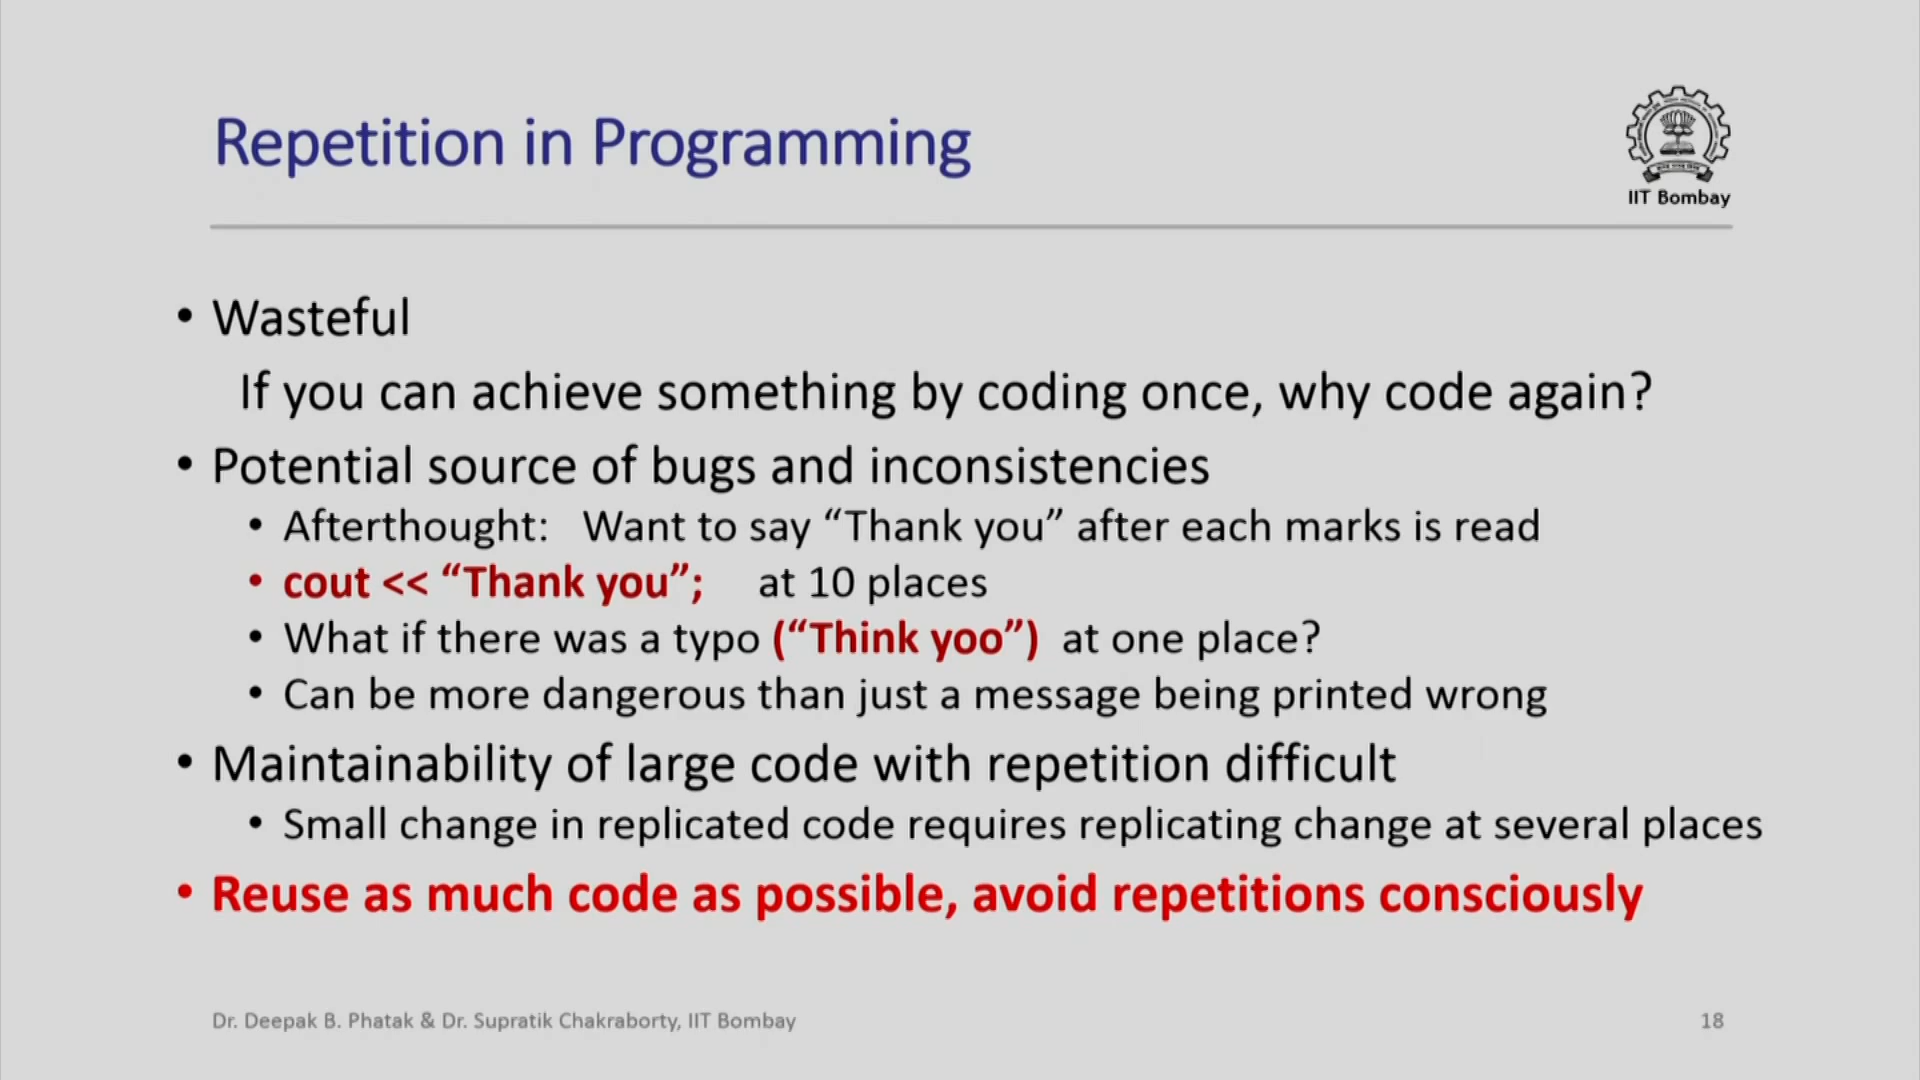 Repetition in Programming
IIT Bombay
• Wasteful
If you can achieve something by coding once, why code again?
• Potential source of bugs and inconsistencies
• Afterthought: Want to say “Thank you” after each marks is read
• cout << “Thank you”; at 10 places
• What if there was a typo (“Think yoo”) at one place?
• Can be more dangerous than just a message being printed wrong
• Maintainability of large code with repetition difficult
• Small change in replicated code requires replicating change at several places
• Reuse as much code as possible, avoid repetitions consciously
Dr. Deepak B. Phatak & Dr. Supratik Chakraborty, IIT Bombay 18